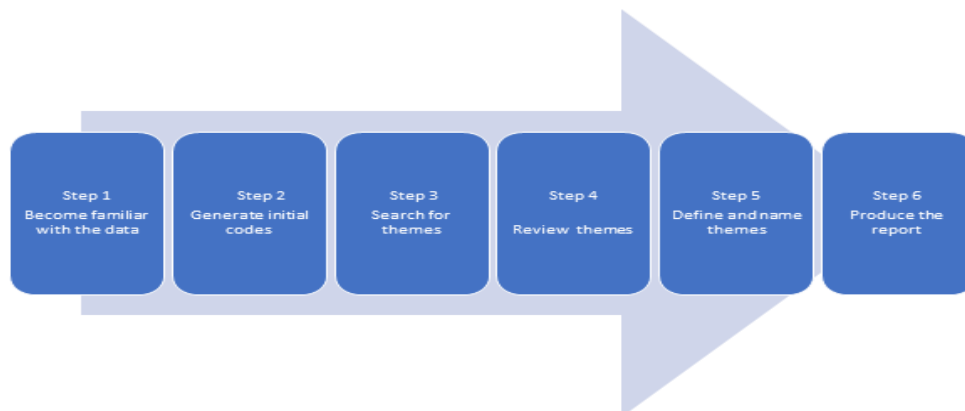 Step 1
Become familiar
with the data
Step 2
Generate initial
codes
Step 3
Search for
themes
Step 4
Review themes
Step 5
Define and name
themes
Step 6
Produce the
report